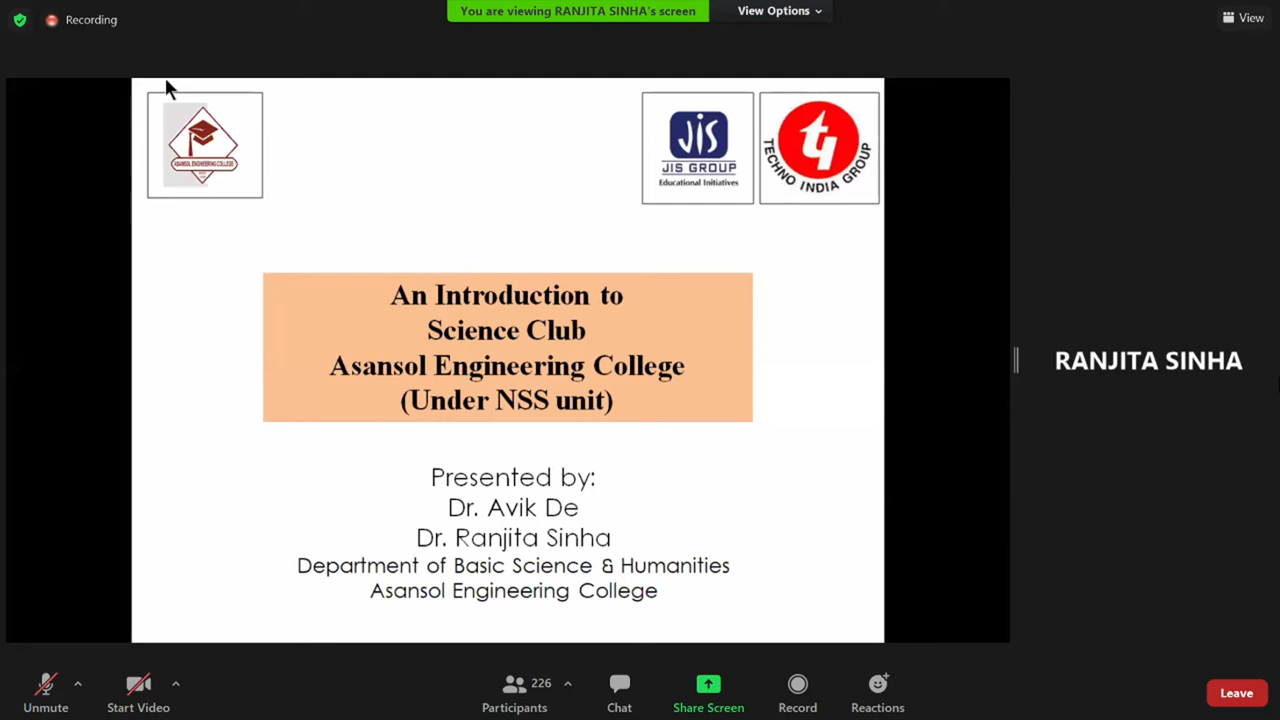 You are viewing RANJITA SINHA's screen
View Options
Recording
View
ASANSOL ENGINEERING COLLEGE
JIS
JIS GROUP
Educational Initiatives
TECHNO INDIA GROUP
An Introduction to
Science Club
Asansol Engineering College
(Under NSS unit)
RANJITA SINHA
Presented by:
Dr. Avik De
Dr. Ranjita Sinha
Department of Basic Science & Humanities
Asansol Engineering College
Unmute
Start Video
226
Participants
Chat
Share Screen
Record
Reactions
Leave